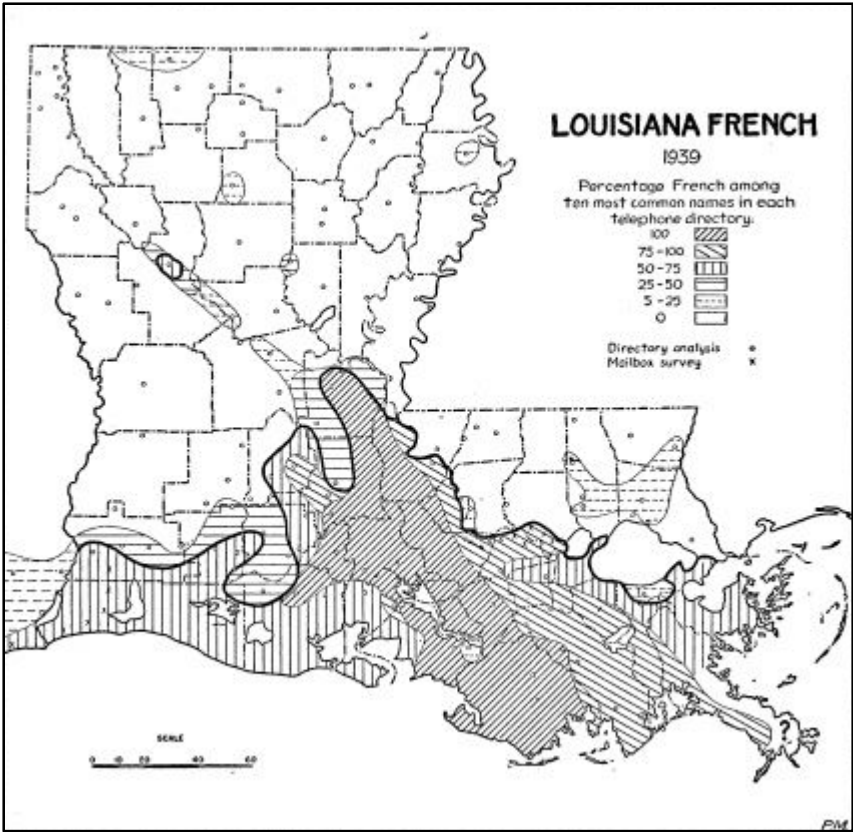 LOUISIANA FRENCH
1939
Percentage French among
ten most common names in each
telephone directory:
100
75-100
50-75
25-50
5-25
0
Directory analysis o
Mailbox survey x
SCALE
0 10 20 40 60
?
P.M.